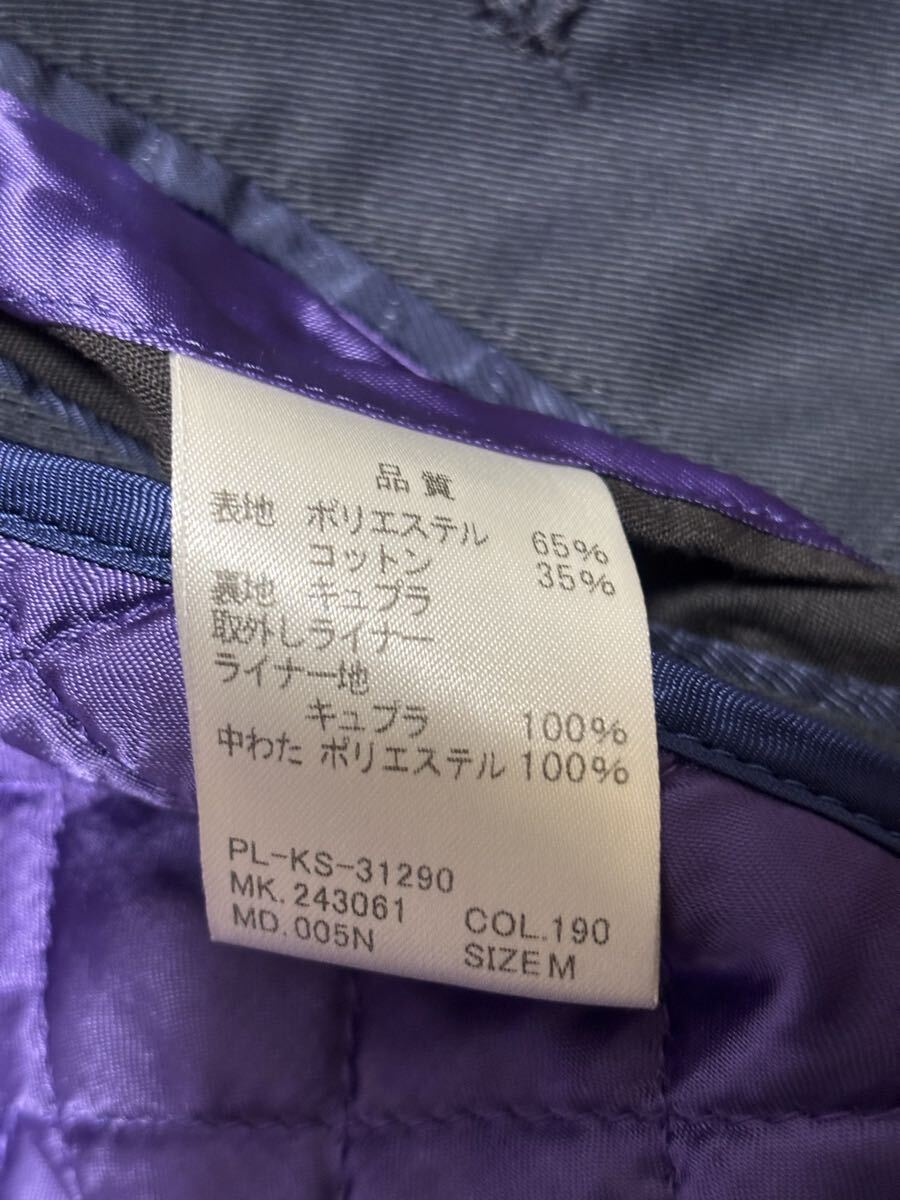 品質
表地 ポリエステル 65%
コットン 35%
裏地 キュプラ
取外しライナー
ライナー地
キュプラ 100%
中わた ポリエステル 100%
PL-KS-31290
MK.243061 COL.190
MD.005N SIZE M